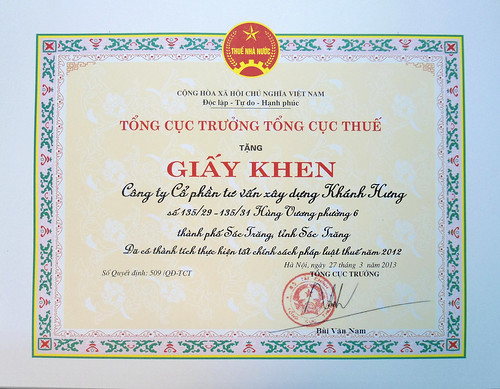 THUẾ NHÀ NƯỚC
CỘNG HÒA XÃ HỘI CHỦ NGHĨA VIỆT NAM
Độc lập - Tự do - Hạnh phúc
TỔNG CỤC TRƯỞNG TỔNG CỤC THUẾ
TẶNG
GIẤY KHEN
Công ty Cổ phần tư vấn xây dựng Khánh Hưng
số 135/29 - 135/31 Hùng Vương phường 6
thành phố Sóc Trăng, tỉnh Sóc Trăng
Đã có thành tích thực hiện tốt chính sách pháp luật thuế năm 2012
Hà Nội, ngày 27 tháng 3 năm 2013
Số Quyết định: 509 /QĐ-TCT
TỔNG CỤC TRƯỞNG
Bùi Văn Nam